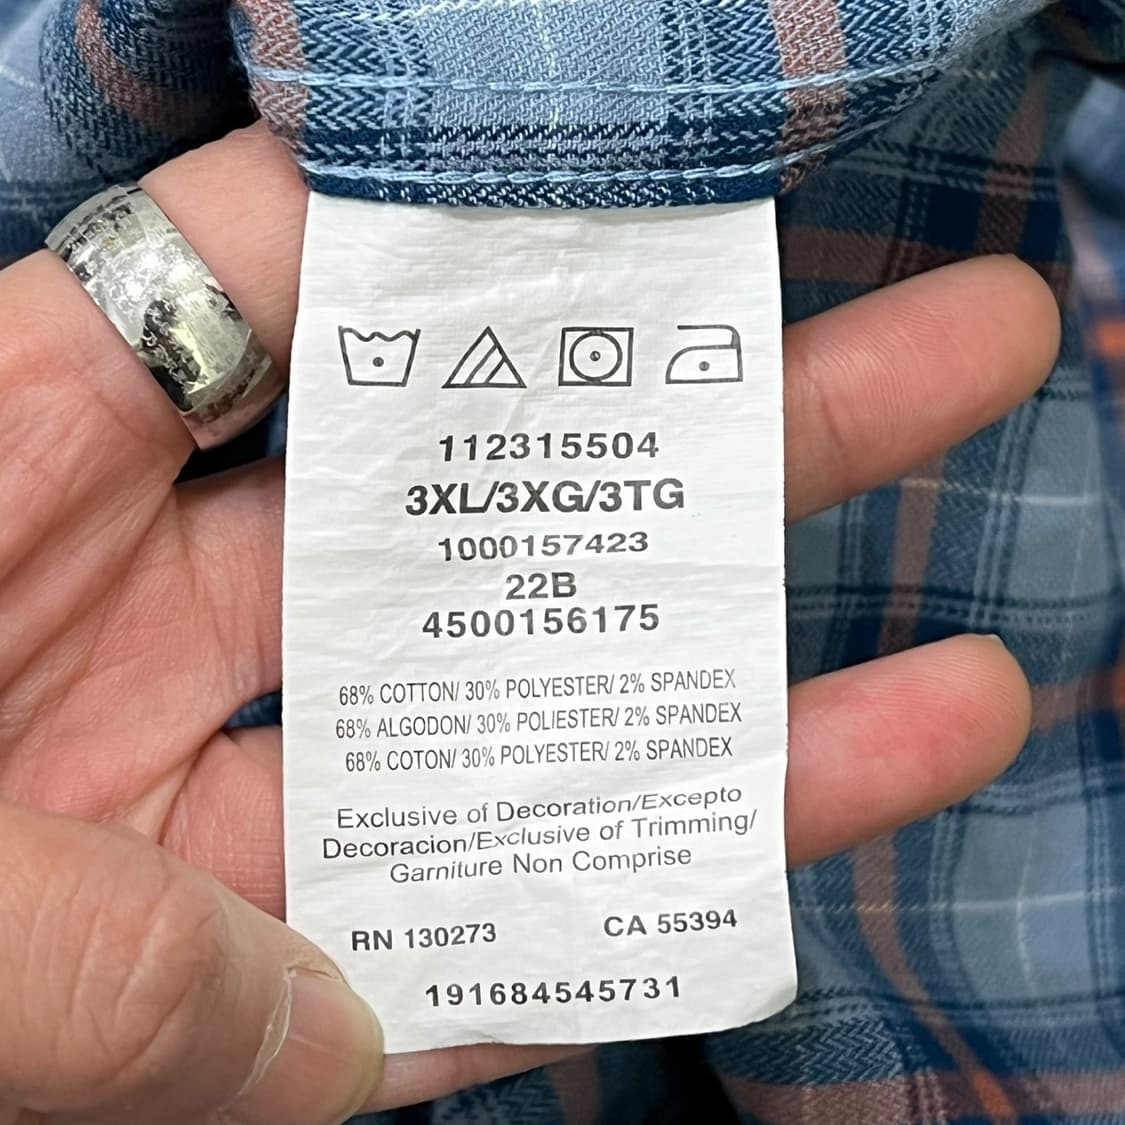 112315504
3XL/3XG/3TG
1000157423
22B
4500156175
68% COTTON/ 30% POLYESTER/ 2% SPANDEX
68% ALGODON/ 30% POLIESTER/ 2% SPANDEX
68% COTON/ 30% POLYESTER/ 2% SPANDEX
Exclusive of Decoration/Excepto
Decoracion/Exclusive of Trimming/
Garniture Non Comprise
RN 130273 CA 55394
191684545731